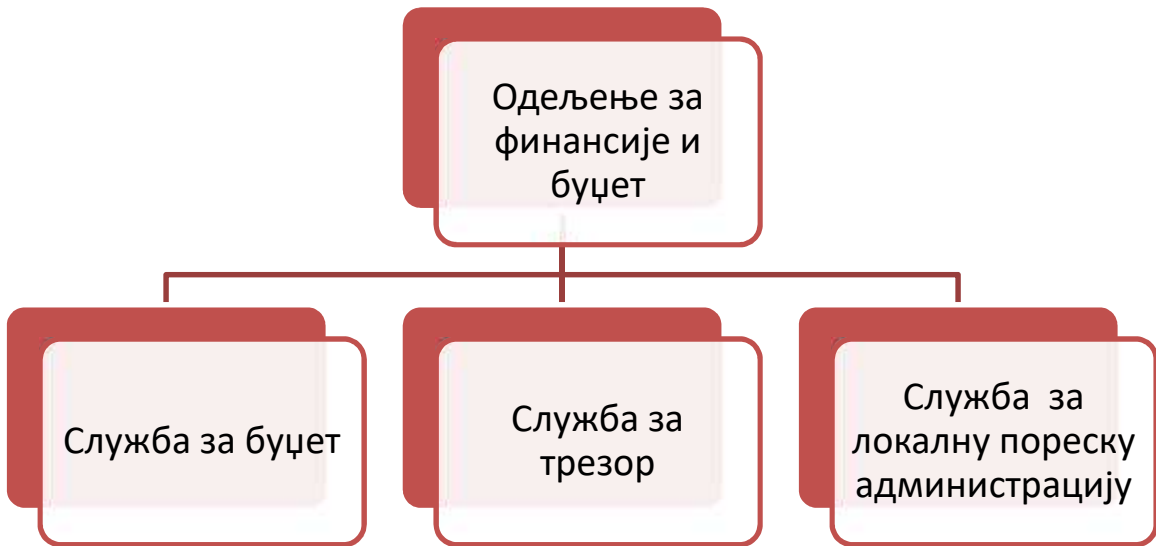 Одељење за
финансије и
буџет
Служба за буџет
Служба за
трезор
Служба  за
локалну пореску
администрацију